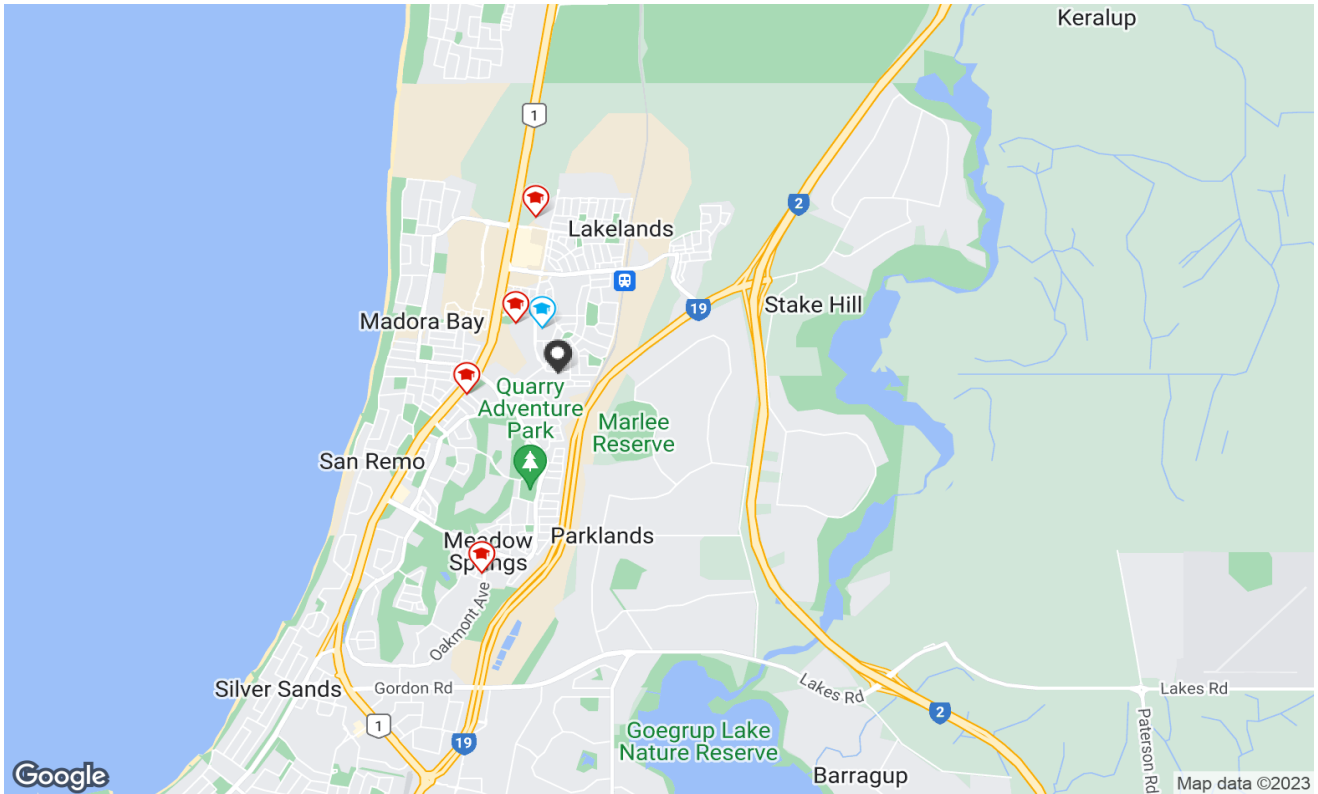 Keralup
1
2
Lakelands
19
Stake Hill
Madora Bay
Quarry
Adventure
Park
Marlee
Reserve
San Remo
Meadow
Springs
Parklands
Oakmont Ave
Silver Sands
Gordon Rd
Lakes Rd
Lakes Rd
1
19
2
Goegrup Lake
Nature Reserve
Paterson Rd
Barragup
Google
Map data ©2023